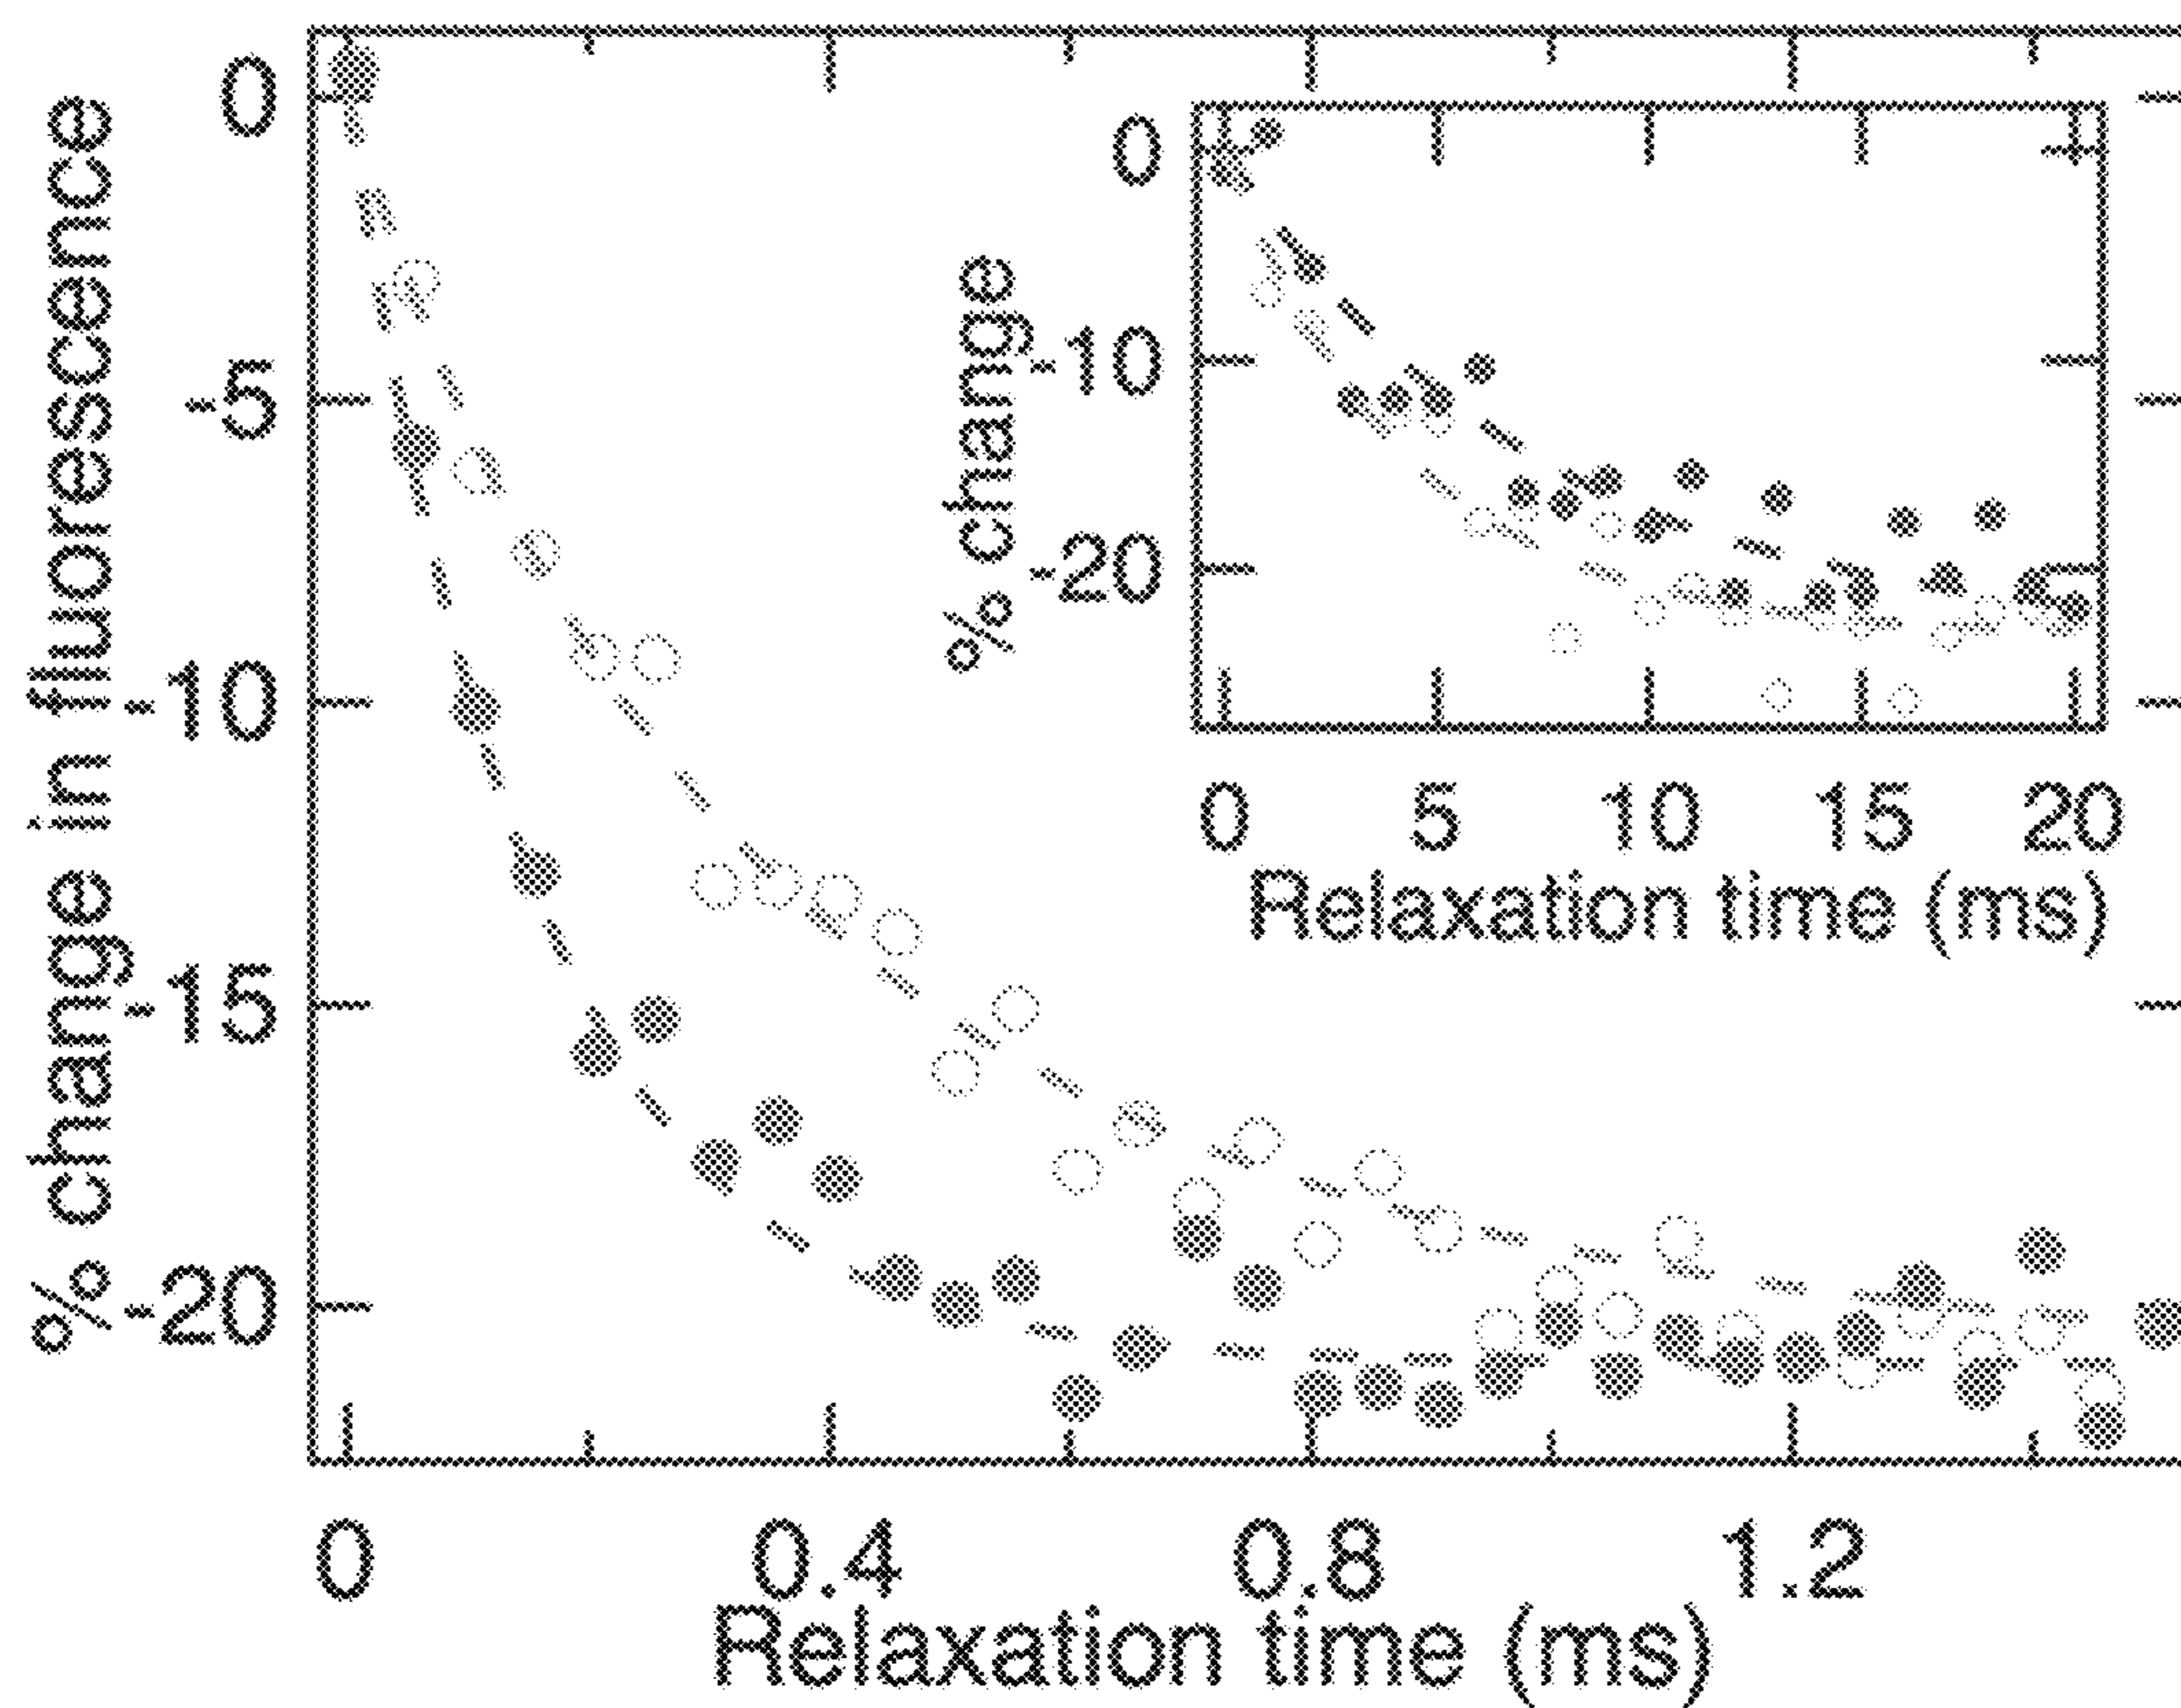 % change in fluorescence
0
-5
-10
-15
-20
0 0.4 0.8 1.2
Relaxation time (ms)
% change
0
-10
-20
0 5 10 15 20
Relaxation time (ms)